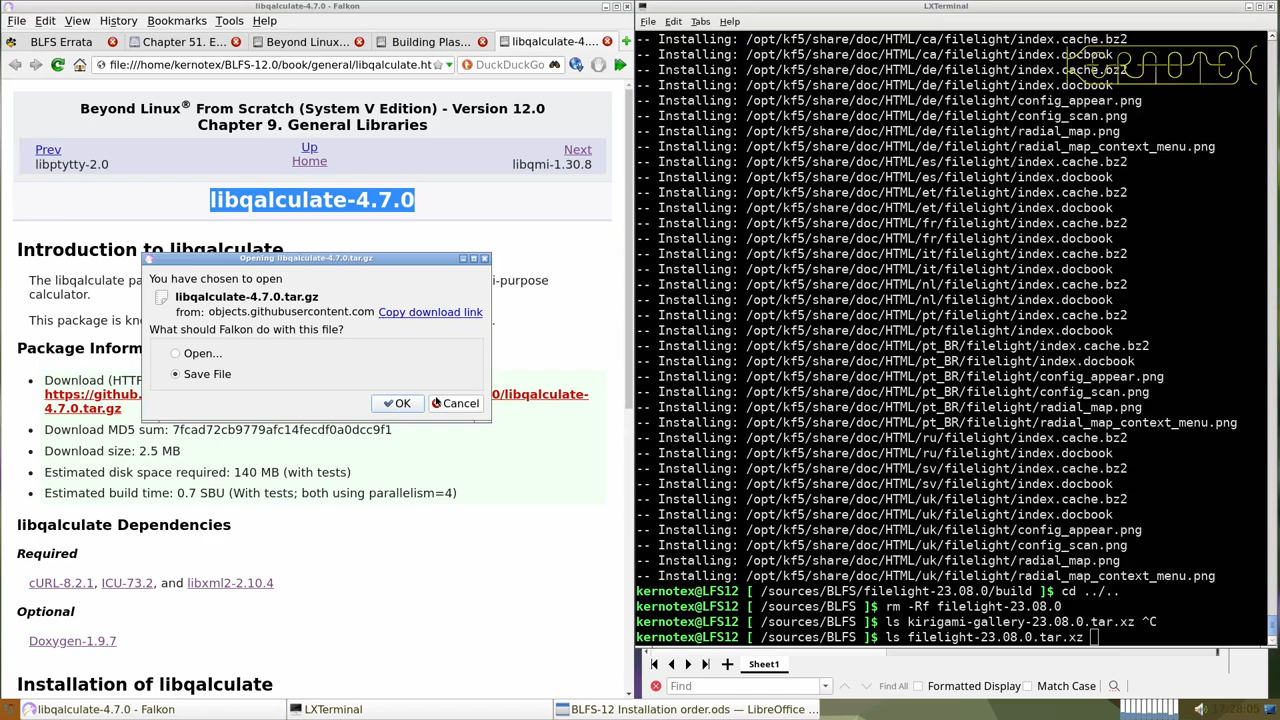 libqalculate-4.7.0 - Falkon
File Edit View History Bookmarks Tools Help
BLFS Errata
Chapter 51. E...
Beyond Linux...
Building Plas...
libqalculate-4....
file:///home/kernotex/BLFS-12.0/book/general/libqalculate.ht
DuckDuckGo
Beyond Linux® From Scratch (System V Edition) - Version 12.0
Chapter 9. General Libraries
Prev Up Next
libptytty-2.0 Home libqmi-1.30.8
libqalculate-4.7.0
Introduction to libqalculate
The libqalculate pa
i-purpose
calculator.
This package is kn
Package Inform
Download (HTT
https://github.
0/libqalculate-
4.7.0.tar.gz
Download MD5 sum: 7fcad72cb9779afc14fecdf0a0dcc9f1
Download size: 2.5 MB
Estimated disk space required: 140 MB (with tests)
Estimated build time: 0.7 SBU (With tests; both using parallelism=4)
libqalculate Dependencies
Required
cURL-8.2.1, ICU-73.2, and libxml2-2.10.4
Optional
Doxygen-1.9.7
Installation of libqalculate
Opening libqalculate-4.7.0.tar.gz
You have chosen to open
libqalculate-4.7.0.tar.gz
from: objects.githubusercontent.com Copy download link
What should Falkon do with this file?
Open...
Save File
OK Cancel
LXTerminal
File Edit Tabs Help
KERNOTEX
-- Installing: /opt/kf5/share/doc/HTML/ca/filelight/index.cache.bz2
-- Installing: /opt/kf5/share/doc/HTML/ca/filelight/index.docbook
-- Installing: /opt/kf5/share/doc/HTML/de/filelight/index.cache.bz2
-- Installing: /opt/kf5/share/doc/HTML/de/filelight/index.docbook
-- Installing: /opt/kf5/share/doc/HTML/de/filelight/config_appear.png
-- Installing: /opt/kf5/share/doc/HTML/de/filelight/config_scan.png
-- Installing: /opt/kf5/share/doc/HTML/de/filelight/radial_map.png
-- Installing: /opt/kf5/share/doc/HTML/de/filelight/radial_map_context_menu.png
-- Installing: /opt/kf5/share/doc/HTML/es/filelight/index.cache.bz2
-- Installing: /opt/kf5/share/doc/HTML/es/filelight/index.docbook
-- Installing: /opt/kf5/share/doc/HTML/et/filelight/index.cache.bz2
-- Installing: /opt/kf5/share/doc/HTML/et/filelight/index.docbook
-- Installing: /opt/kf5/share/doc/HTML/fr/filelight/index.cache.bz2
-- Installing: /opt/kf5/share/doc/HTML/fr/filelight/index.docbook
-- Installing: /opt/kf5/share/doc/HTML/it/filelight/index.cache.bz2
-- Installing: /opt/kf5/share/doc/HTML/it/filelight/index.docbook
-- Installing: /opt/kf5/share/doc/HTML/nl/filelight/index.cache.bz2
-- Installing: /opt/kf5/share/doc/HTML/nl/filelight/index.docbook
-- Installing: /opt/kf5/share/doc/HTML/pt/filelight/index.cache.bz2
-- Installing: /opt/kf5/share/doc/HTML/pt/filelight/index.docbook
-- Installing: /opt/kf5/share/doc/HTML/pt_BR/filelight/index.cache.bz2
-- Installing: /opt/kf5/share/doc/HTML/pt_BR/filelight/index.docbook
-- Installing: /opt/kf5/share/doc/HTML/pt_BR/filelight/config_appear.png
-- Installing: /opt/kf5/share/doc/HTML/pt_BR/filelight/config_scan.png
-- Installing: /opt/kf5/share/doc/HTML/pt_BR/filelight/radial_map.png
-- Installing: /opt/kf5/share/doc/HTML/pt_BR/filelight/radial_map_context_menu.png
-- Installing: /opt/kf5/share/doc/HTML/ru/filelight/index.cache.bz2
-- Installing: /opt/kf5/share/doc/HTML/ru/filelight/index.docbook
-- Installing: /opt/kf5/share/doc/HTML/sv/filelight/index.cache.bz2
-- Installing: /opt/kf5/share/doc/HTML/sv/filelight/index.docbook
-- Installing: /opt/kf5/share/doc/HTML/uk/filelight/index.cache.bz2
-- Installing: /opt/kf5/share/doc/HTML/uk/filelight/index.docbook
-- Installing: /opt/kf5/share/doc/HTML/uk/filelight/config_appear.png
-- Installing: /opt/kf5/share/doc/HTML/uk/filelight/config_scan.png
-- Installing: /opt/kf5/share/doc/HTML/uk/filelight/radial_map.png
-- Installing: /opt/kf5/share/doc/HTML/uk/filelight/radial_map_context_menu.png
kernotex@LFS12 [ /sources/BLFS/filelight-23.08.0/build ]$ cd ../..
kernotex@LFS12 [ /sources/BLFS ]$ rm -Rf filelight-23.08.0
kernotex@LFS12 [ /sources/BLFS ]$ ls kirigami-gallery-23.08.0.tar.xz ^C
kernotex@LFS12 [ /sources/BLFS ]$ ls filelight-23.08.0.tar.xz
Sheet1
Find Find All Formatted Display Match Case
libqalculate-4.7.0 - Falkon LXTerminal BLFS-12 Installation order.ods — LibreOffice ... 17:28:05